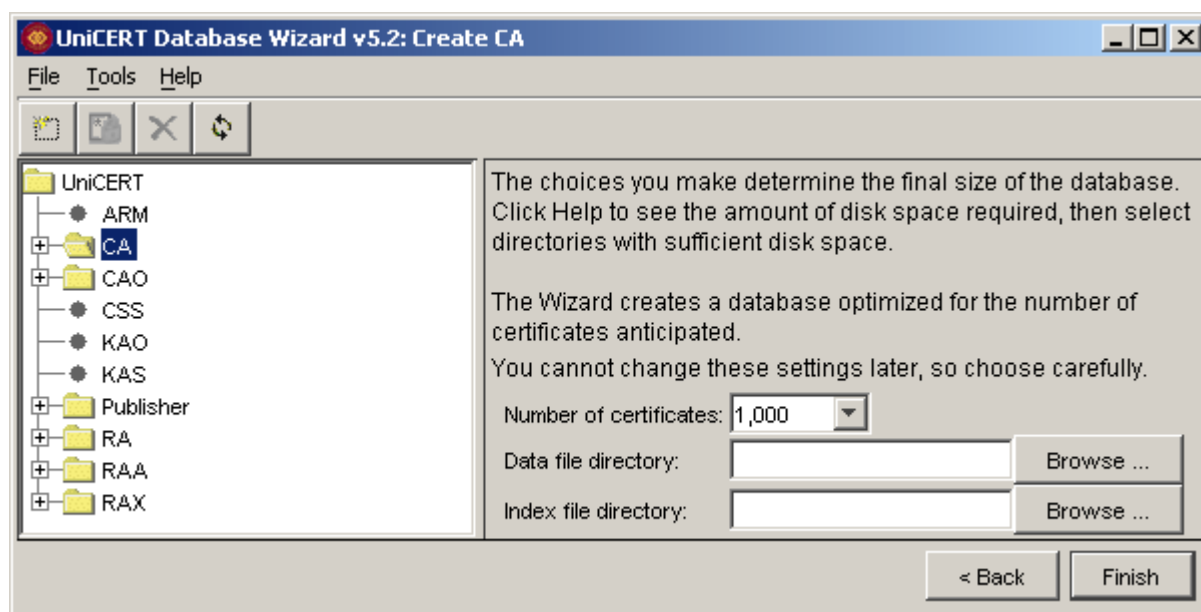 UniCERT Database Wizard v5.2: Create CA
File Tools Help
UniCERT
ARM
CA
CAO
CSS
KAO
KAS
Publisher
RA
RAA
RAX
The choices you make determine the final size of the database.
Click Help to see the amount of disk space required, then select
directories with sufficient disk space.
The Wizard creates a database optimized for the number of
certificates anticipated.
You cannot change these settings later, so choose carefully.
Number of certificates: 1,000
Data file directory: Browse ...
Index file directory: Browse ...
< Back Finish